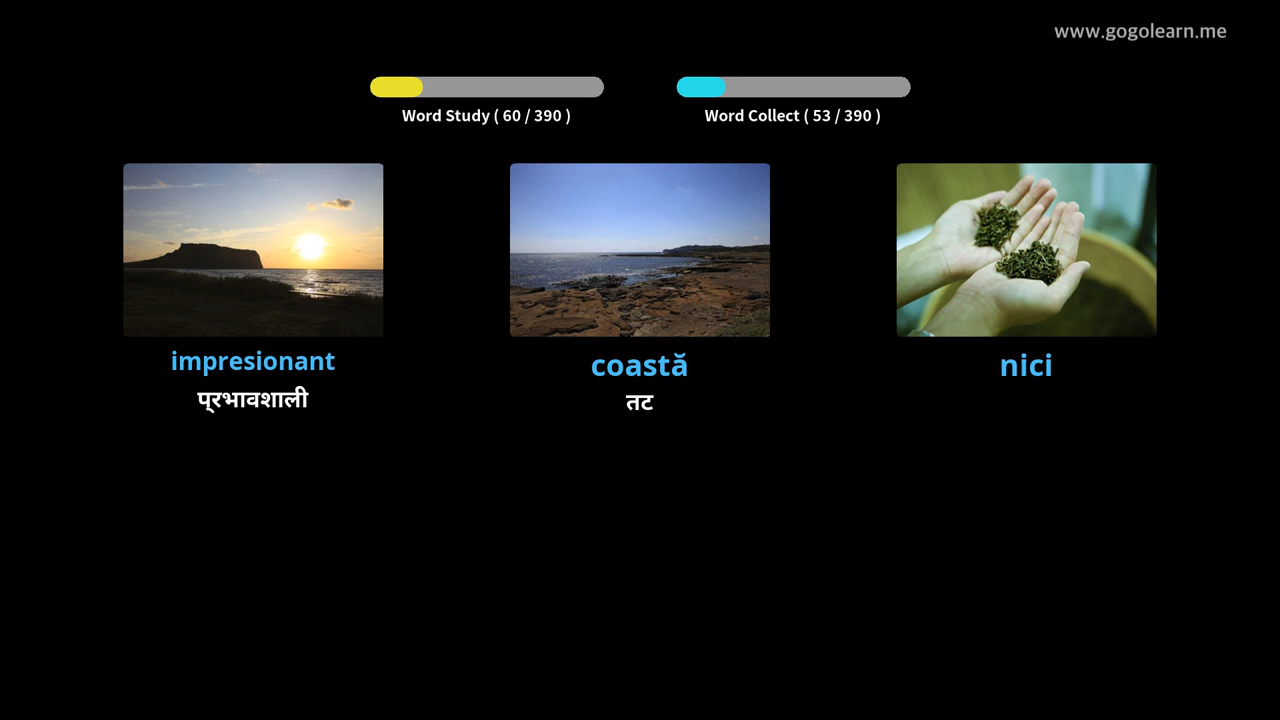 www.gogolearn.me
Word Study ( 60 / 390 )
Word Collect ( 53 / 390 )
impresionant
coastă
nici
प्रभावशाली
तट